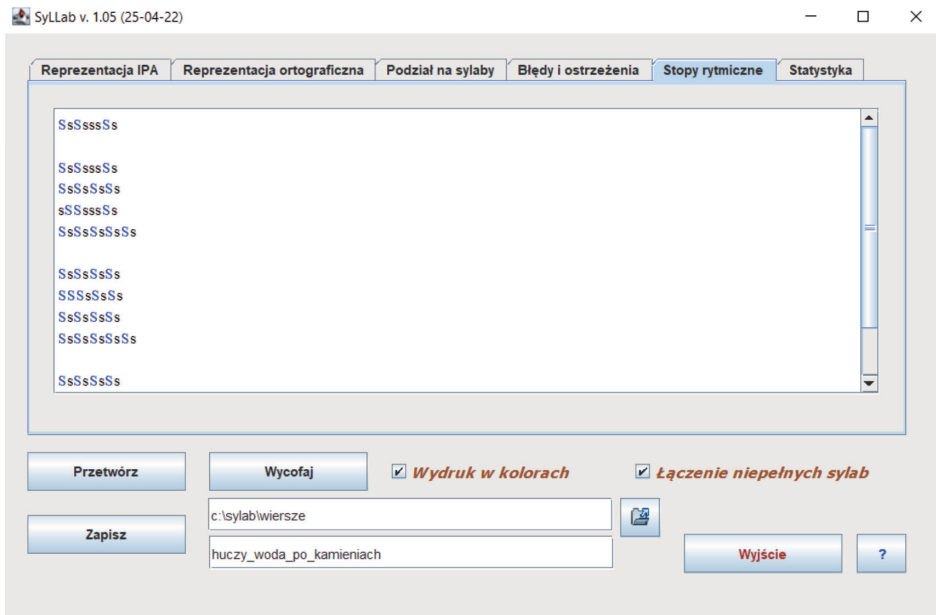 SyLLab v. 1.05 (25-04-22)
Reprezentacja IPA Reprezentacja ortograficzna Podział na sylaby Błędy i ostrzeżenia Stopy rytmiczne Statystyka
SsSsssSs
SsSsssSs
SsSsSsSs
sSSsssSs
SsSsSsSsSs
SsSsSsSs
SSSsSsSs
SsSsSsSs
SsSsSsSsSs
SsSsSsSs
Przetwórz Wycofaj Wydruk w kolorach Łączenie niepełnych sylab
c:\sylab\wiersze
Zapisz
huczy_woda_po_kamieniach
Wyjście ?